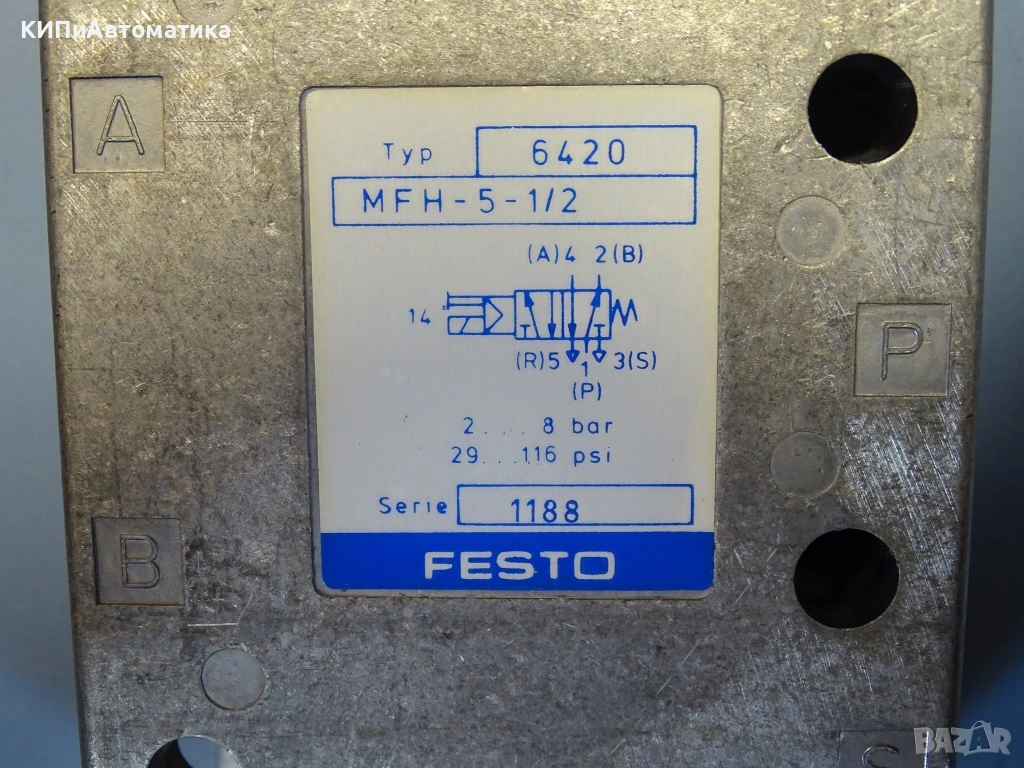 КИПиАвтоматика
A
Typ 6420
MFH-5-1/2
(A)4 2(B)
14
P
(R)5 1 3(S)
(P)
2....8 bar
29...116 psi
Serie 1188
B
FESTO
S
BAZAR